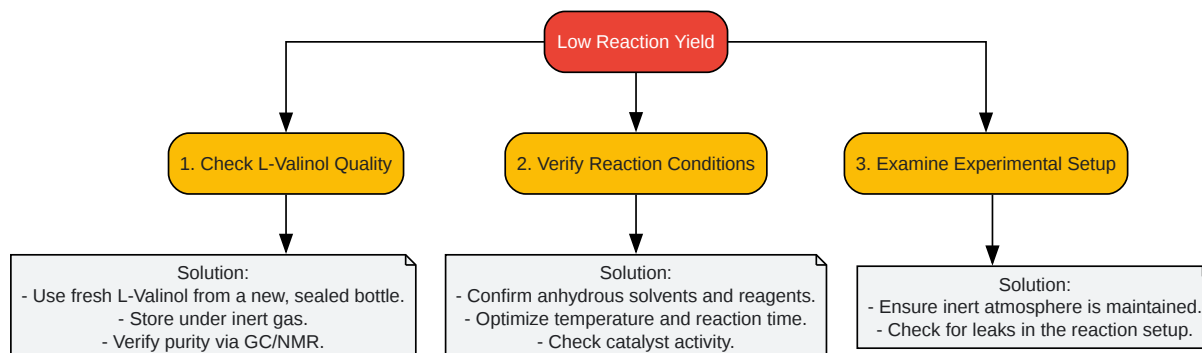 Low Reaction Yield
1. Check L-Valinol Quality
2. Verify Reaction Conditions
3. Examine Experimental Setup
Solution:
- Use fresh L-Valinol from a new, sealed bottle.
- Store under inert gas.
- Verify purity via GC/NMR.
Solution:
- Confirm anhydrous solvents and reagents.
- Optimize temperature and reaction time.
- Check catalyst activity.
Solution:
- Ensure inert atmosphere is maintained.
- Check for leaks in the reaction setup.